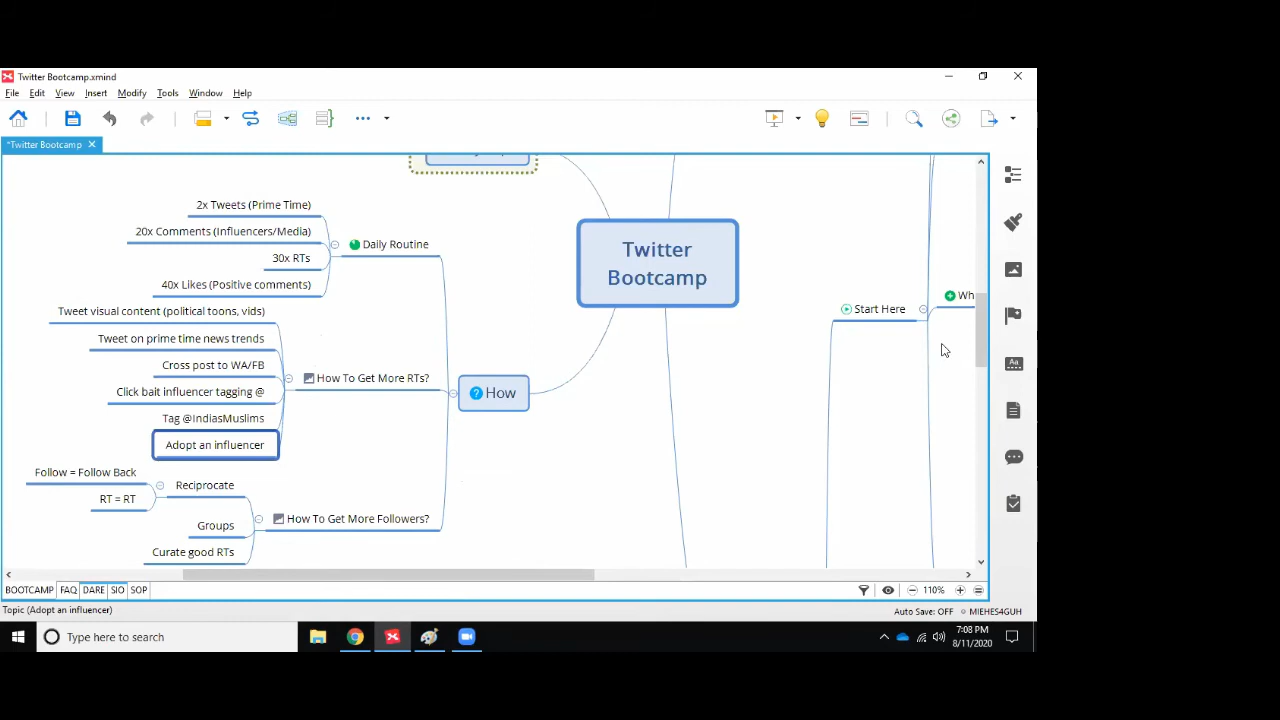 Twitter Bootcamp.xmind
File Edit View Insert Modify Tools Window Help
*Twitter Bootcamp
2x Tweets (Prime Time)
20x Comments (Influencers/Media)
30x RTs
40x Likes (Positive comments)
Daily Routine
Tweet visual content (political toons, vids)
Tweet on prime time news trends
Cross post to WA/FB
Click bait influencer tagging @
Tag @IndiasMuslims
Adopt an influencer
How To Get More RTs?
Follow = Follow Back
RT = RT
Reciprocate
Groups
Curate good RTs
How To Get More Followers?
How
Twitter
Bootcamp
Start Here
Wh
BOOTCAMP FAQ DARE SIO SOP
110%
Topic (Adopt an influencer)
Auto Save: OFF MIEHES4GUH
Type here to search
7:08 PM
8/11/2020